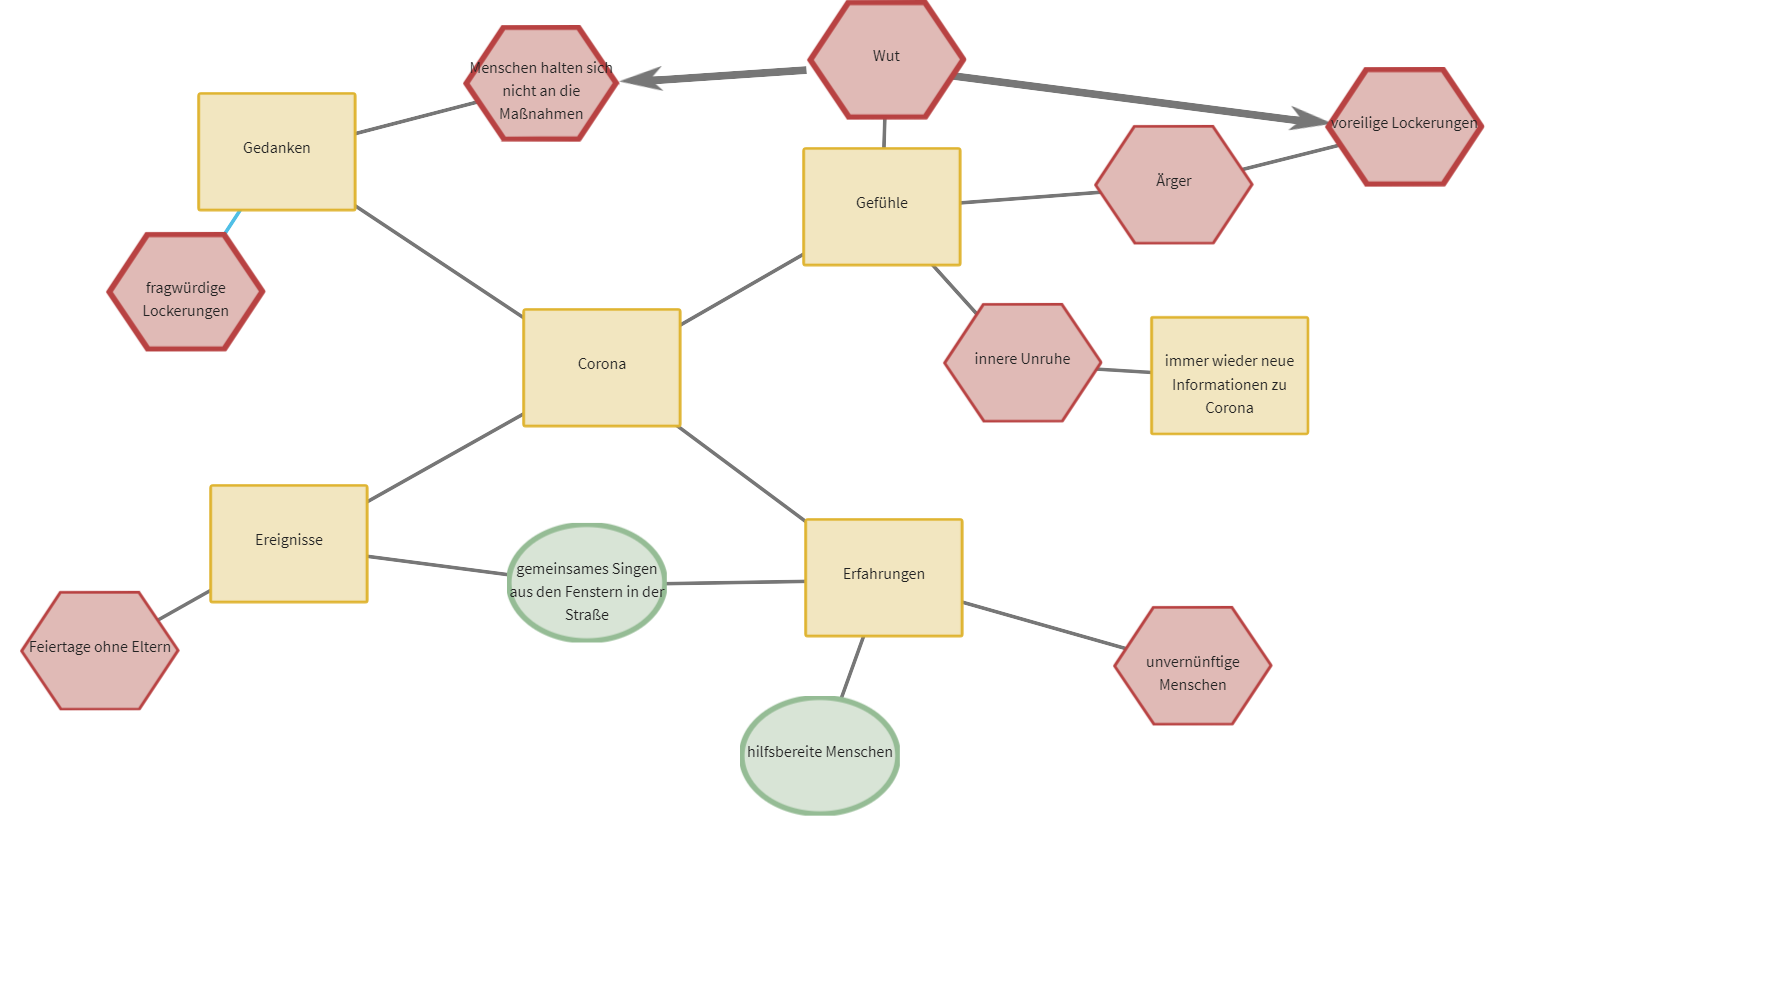 Wut
Menschen halten sich
nicht an die
Maßnahmen
voreilige Lockerungen
Gedanken
Ärger
Gefühle
fragwürdige
Lockerungen
Corona
innere Unruhe
immer wieder neue
Informationen zu
Corona
Ereignisse
gemeinsames Singen
aus den Fenstern in der
Straße
Erfahrungen
Feiertage ohne Eltern
unvernünftige
Menschen
hilfsbereite Menschen